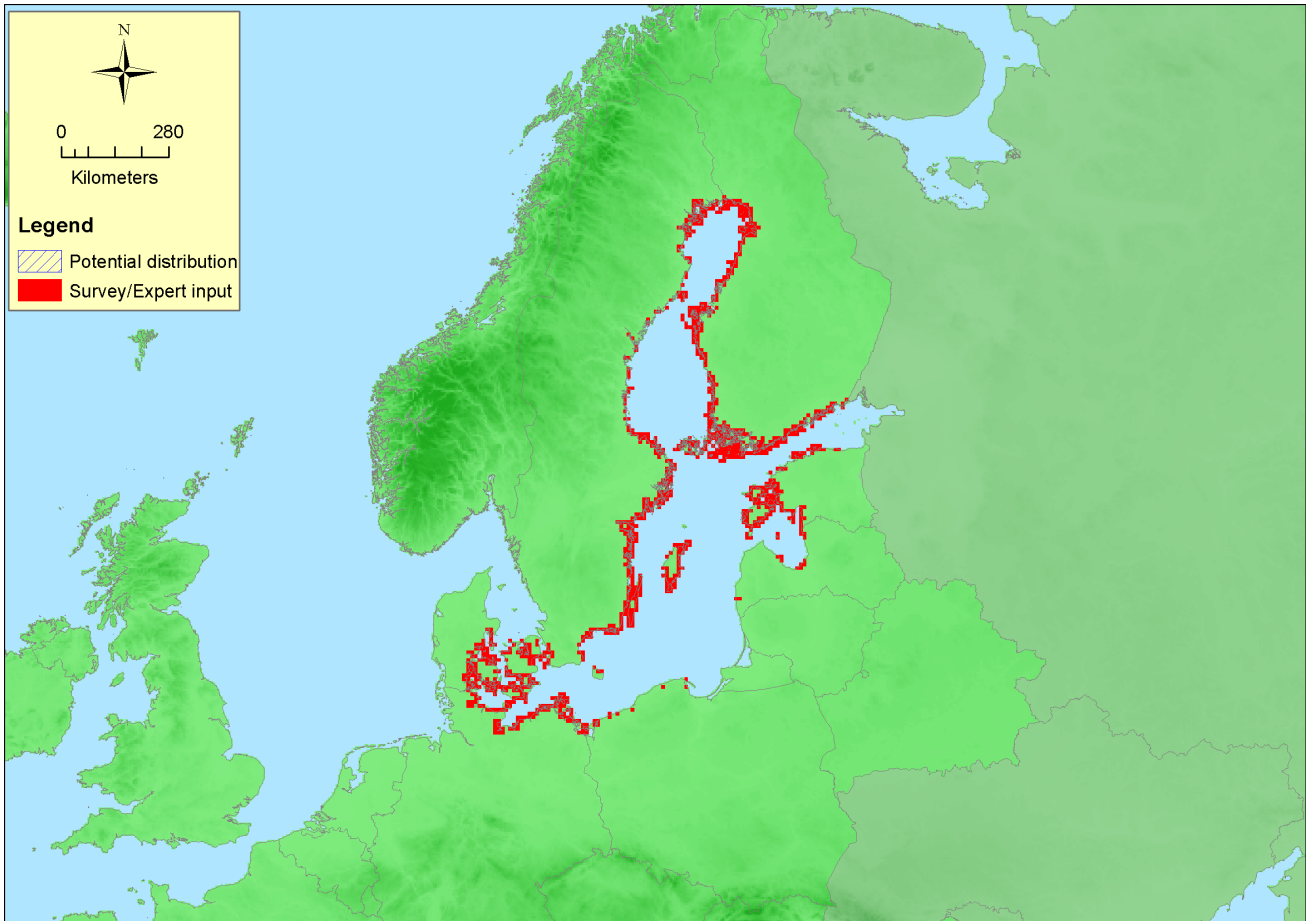 N
0 280
Kilometers
Legend
Potential distribution
Survey/Expert input